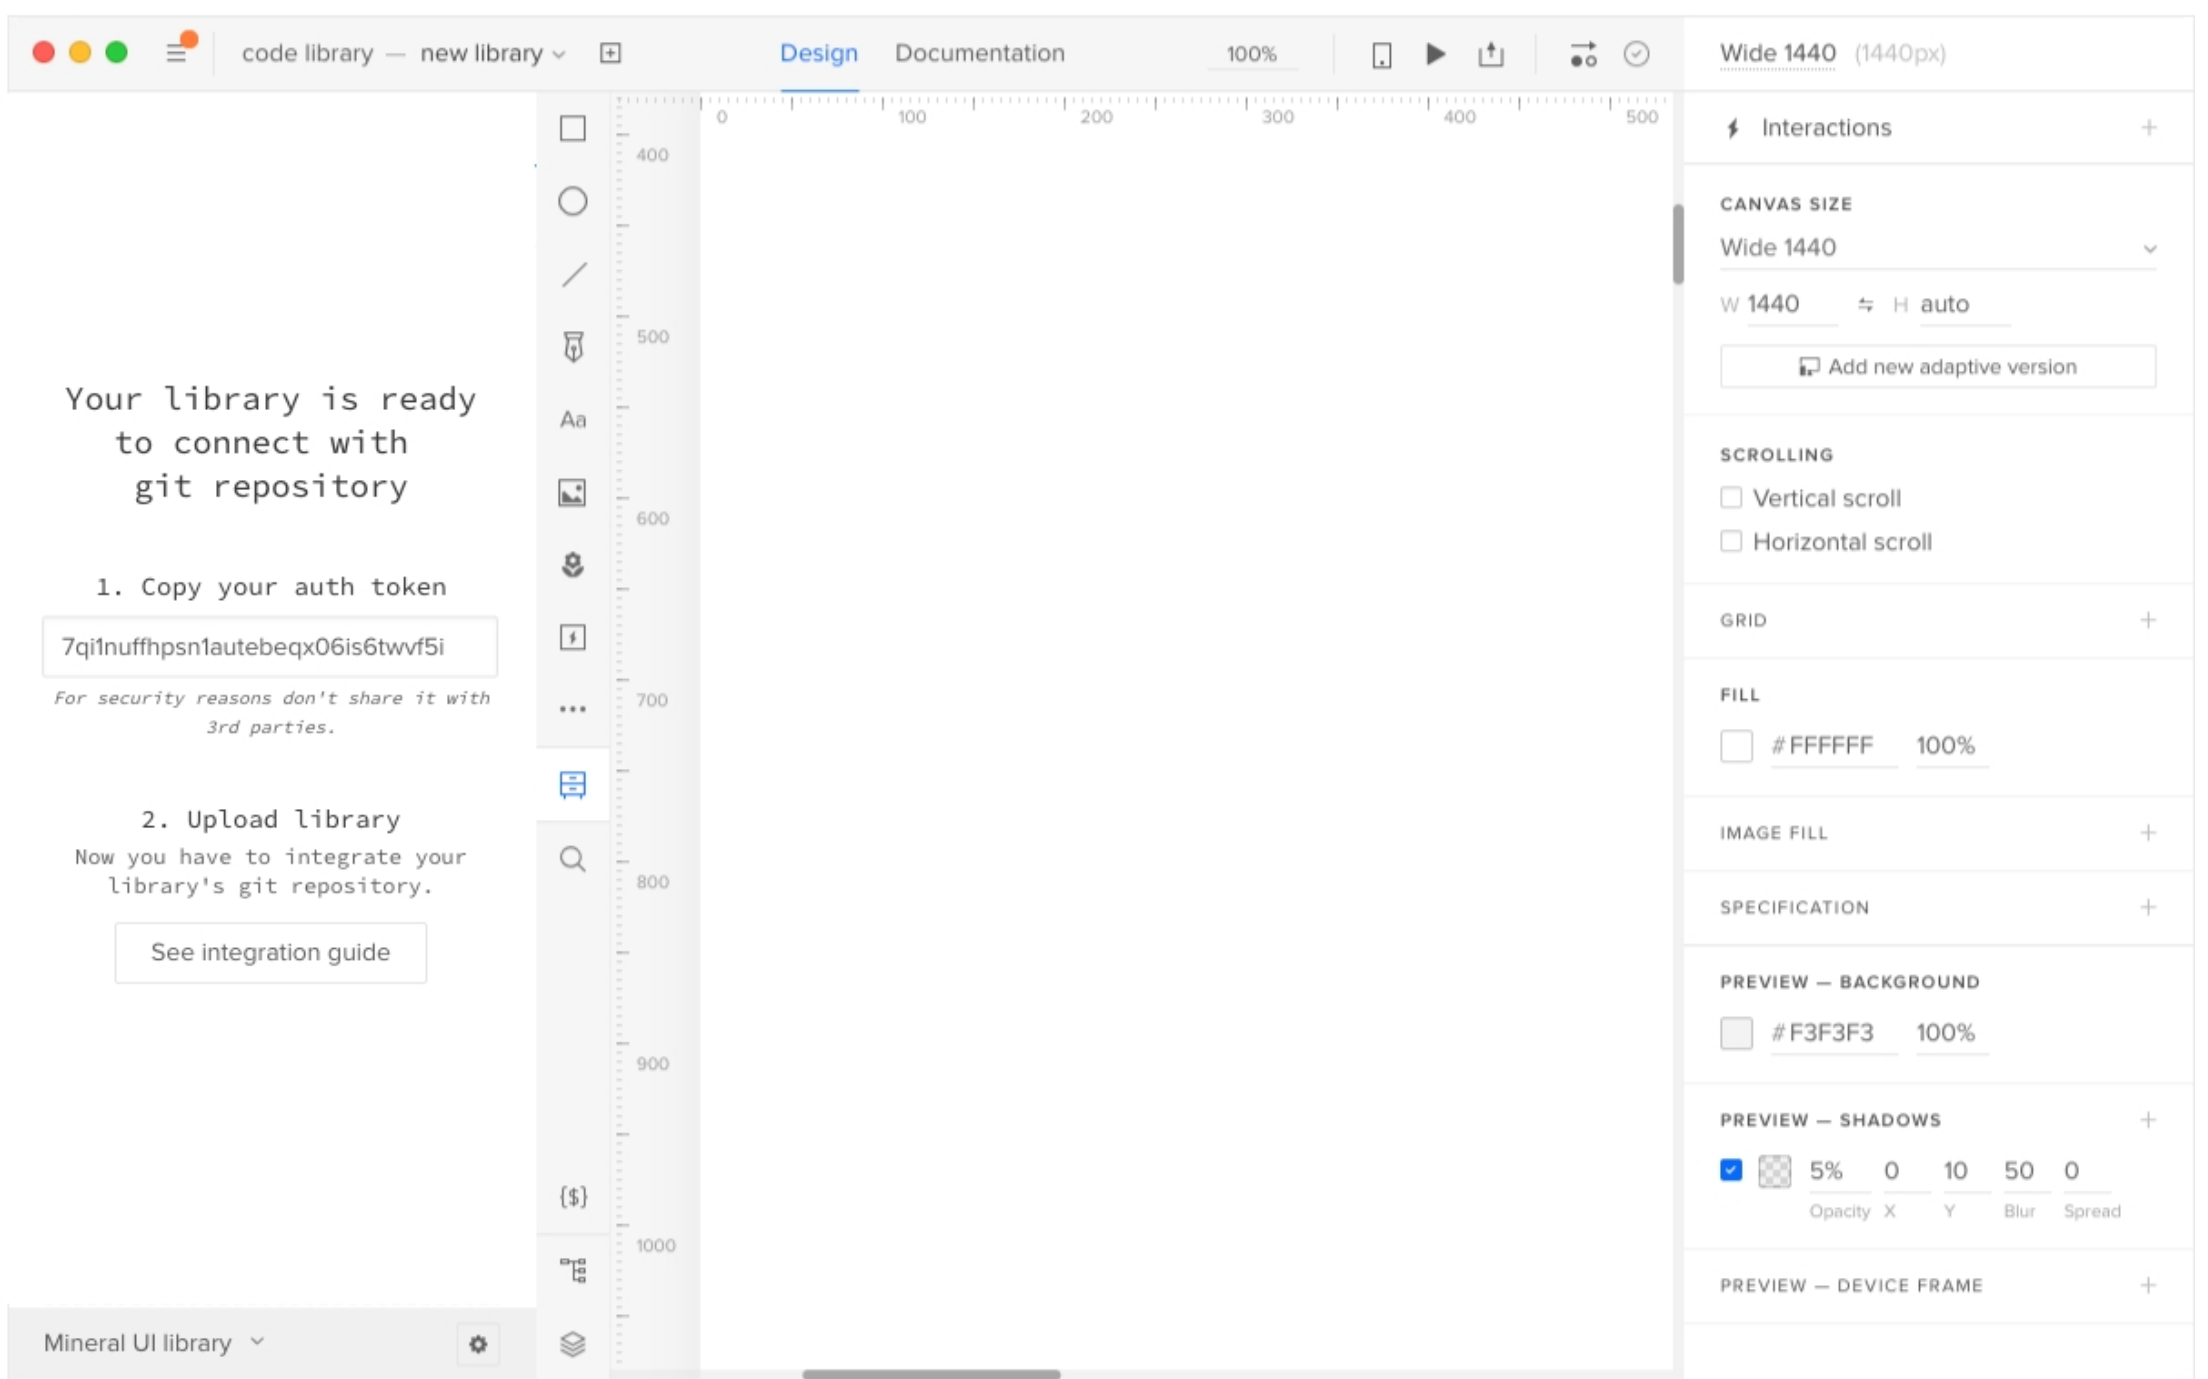 code library — new library
Design
Documentation
100%
Wide 1440 (1440px)
Your library is ready
to connect with
git repository
1. Copy your auth token
7qi1nuffhpsn1autebeqx06is6twvf5i
For security reasons don't share it with
3rd parties.
2. Upload library
Now you have to integrate your
library's git repository.
See integration guide
Mineral UI library
Aa
{$}
0 100 200 300 400 500
400
500
600
700
800
900
1000
Interactions
CANVAS SIZE
Wide 1440
W 1440 H auto
Add new adaptive version
SCROLLING
Vertical scroll
Horizontal scroll
GRID
FILL
#FFFFFF 100%
IMAGE FILL
SPECIFICATION
PREVIEW — BACKGROUND
#F3F3F3 100%
PREVIEW — SHADOWS
5% 0 10 50 0
Opacity X Y Blur Spread
PREVIEW — DEVICE FRAME